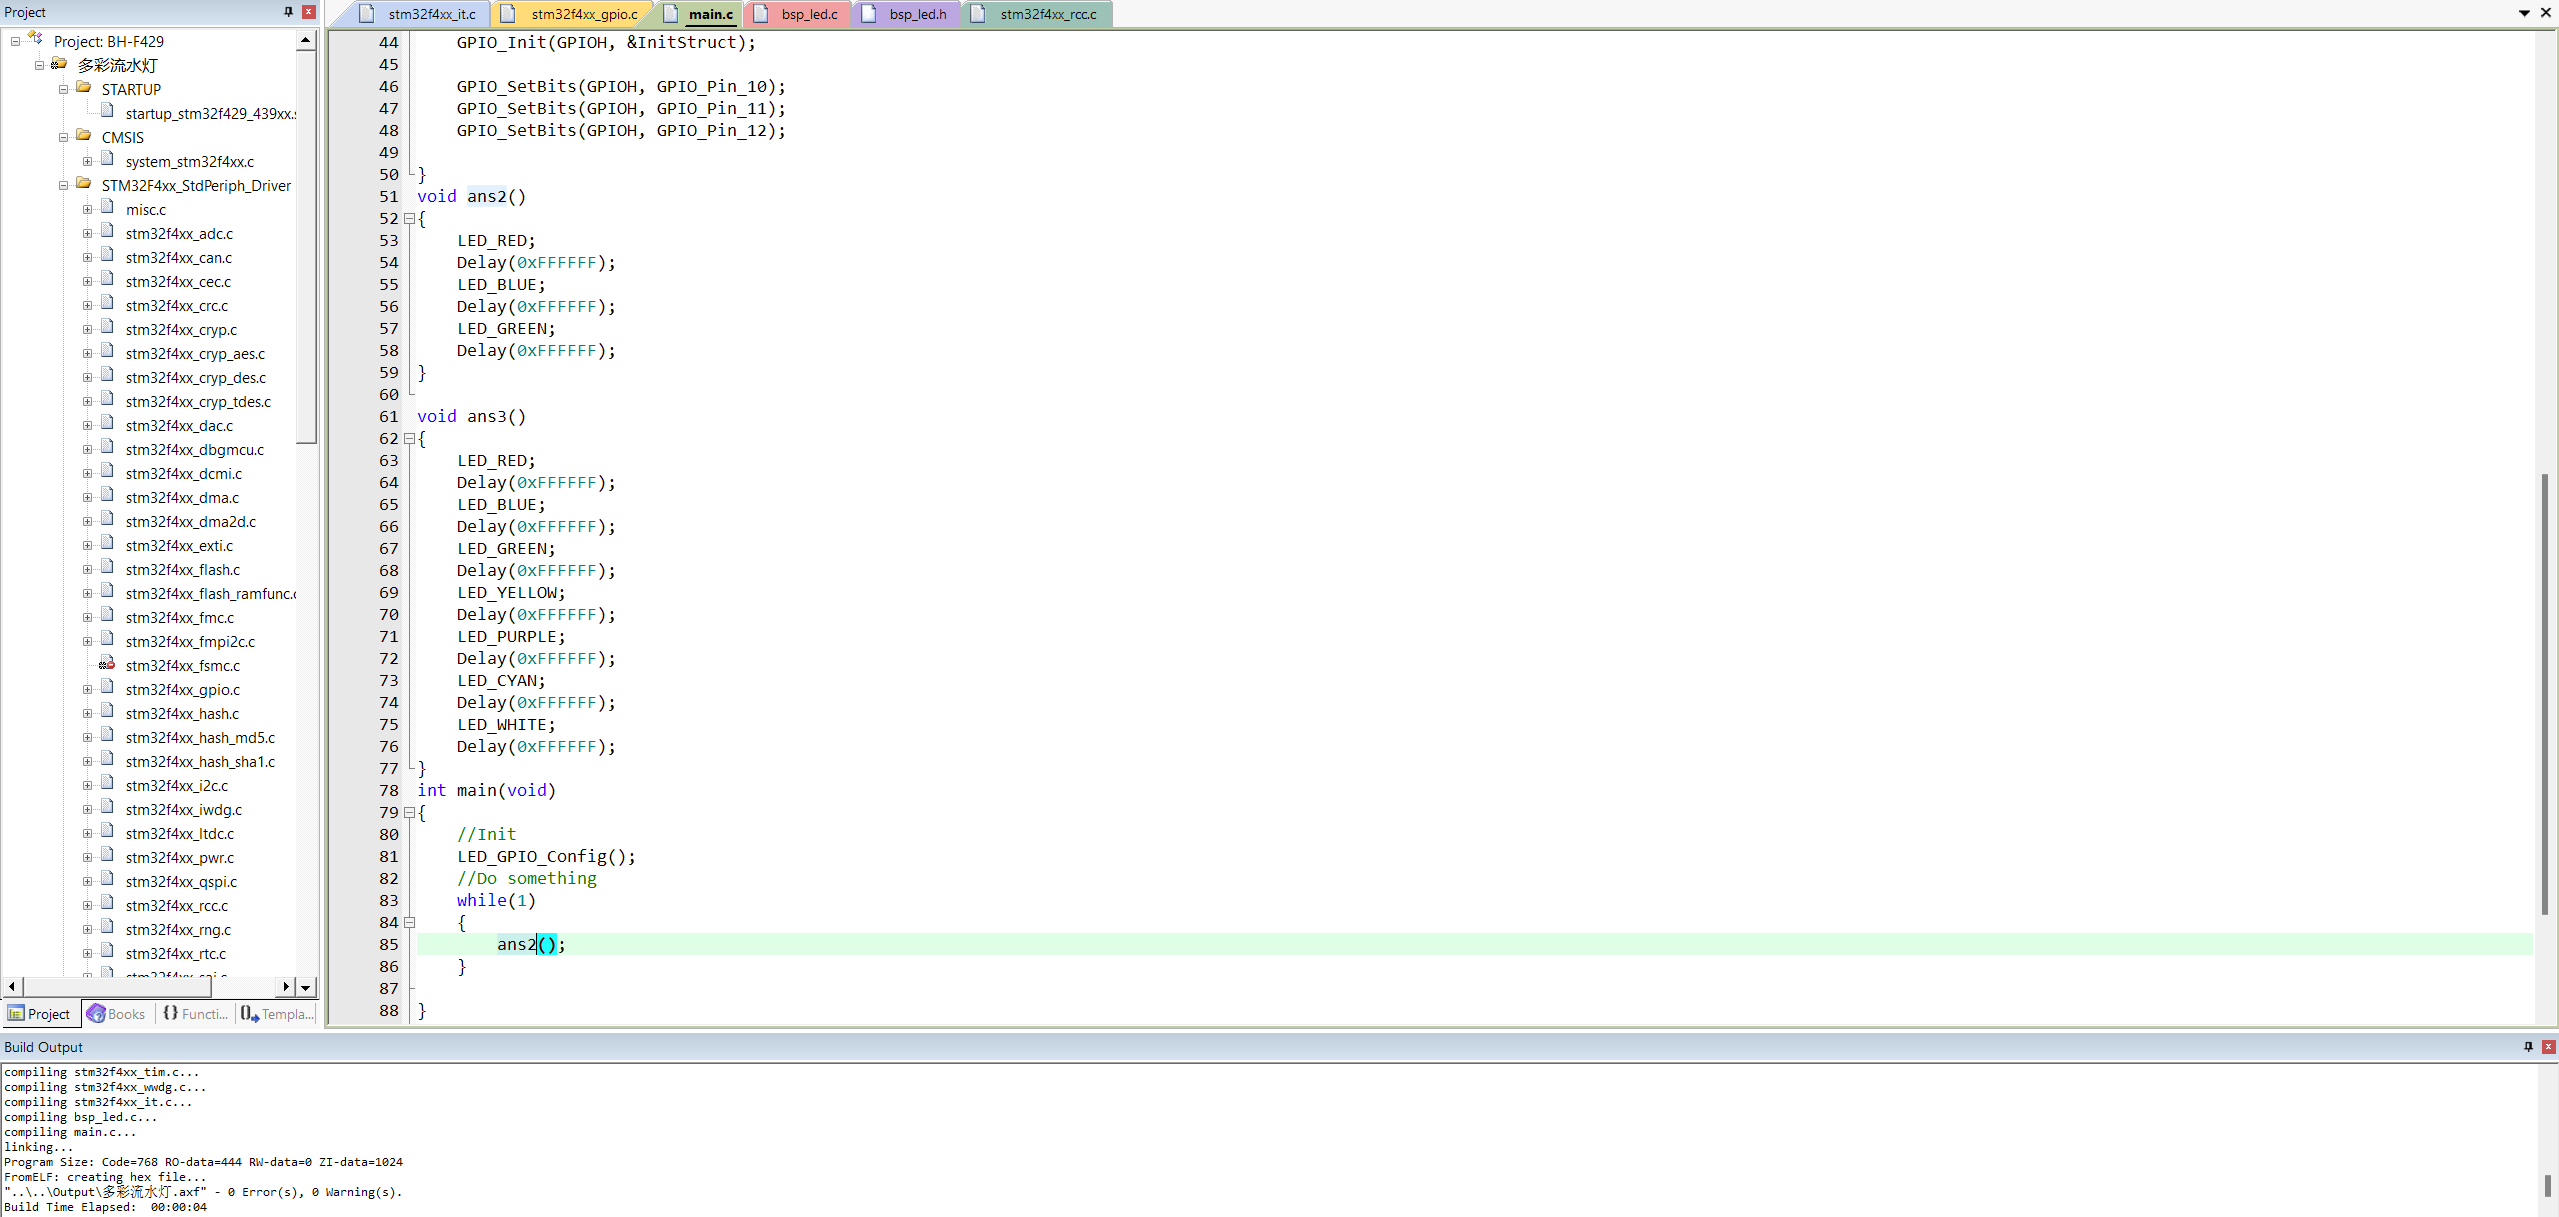 Project
Project: BH-F429
多彩流水灯
STARTUP
startup_stm32f429_439xx.s
CMSIS
system_stm32f4xx.c
STM32F4xx_StdPeriph_Driver
misc.c
stm32f4xx_adc.c
stm32f4xx_can.c
stm32f4xx_cec.c
stm32f4xx_crc.c
stm32f4xx_cryp.c
stm32f4xx_cryp_aes.c
stm32f4xx_cryp_des.c
stm32f4xx_cryp_tdes.c
stm32f4xx_dac.c
stm32f4xx_dbgmcu.c
stm32f4xx_dcmi.c
stm32f4xx_dma.c
stm32f4xx_dma2d.c
stm32f4xx_exti.c
stm32f4xx_flash.c
stm32f4xx_flash_ramfunc.c
stm32f4xx_fmc.c
stm32f4xx_fmpi2c.c
stm32f4xx_fsmc.c
stm32f4xx_gpio.c
stm32f4xx_hash.c
stm32f4xx_hash_md5.c
stm32f4xx_hash_sha1.c
stm32f4xx_i2c.c
stm32f4xx_iwdg.c
stm32f4xx_ltdc.c
stm32f4xx_pwr.c
stm32f4xx_qspi.c
stm32f4xx_rcc.c
stm32f4xx_rng.c
stm32f4xx_rtc.c
stm32f4xx_sai.c
Project Books {} Functi... Templa...
stm32f4xx_it.c stm32f4xx_gpio.c main.c bsp_led.c bsp_led.h stm32f4xx_rcc.c
44 GPIO_Init(GPIOH, &InitStruct);
45
46 GPIO_SetBits(GPIOH, GPIO_Pin_10);
47 GPIO_SetBits(GPIOH, GPIO_Pin_11);
48 GPIO_SetBits(GPIOH, GPIO_Pin_12);
49
50 }
51 void ans2()
52 {
53 LED_RED;
54 Delay(0xFFFFFF);
55 LED_BLUE;
56 Delay(0xFFFFFF);
57 LED_GREEN;
58 Delay(0xFFFFFF);
59 }
60
61 void ans3()
62 {
63 LED_RED;
64 Delay(0xFFFFFF);
65 LED_BLUE;
66 Delay(0xFFFFFF);
67 LED_GREEN;
68 Delay(0xFFFFFF);
69 LED_YELLOW;
70 Delay(0xFFFFFF);
71 LED_PURPLE;
72 Delay(0xFFFFFF);
73 LED_CYAN;
74 Delay(0xFFFFFF);
75 LED_WHITE;
76 Delay(0xFFFFFF);
77 }
78 int main(void)
79 {
80 //Init
81 LED_GPIO_Config();
82 //Do something
83 while(1)
84 {
85 ans2();
86 }
87
88 }
Build Output
compiling stm32f4xx_tim.c...
compiling stm32f4xx_wwdg.c...
compiling stm32f4xx_it.c...
compiling bsp_led.c...
compiling main.c...
linking...
Program Size: Code=768 RO-data=444 RW-data=0 ZI-data=1024
FromELF: creating hex file...
"..\..\Output\多彩流水灯.axf" - 0 Error(s), 0 Warning(s).
Build Time Elapsed:  00:00:04